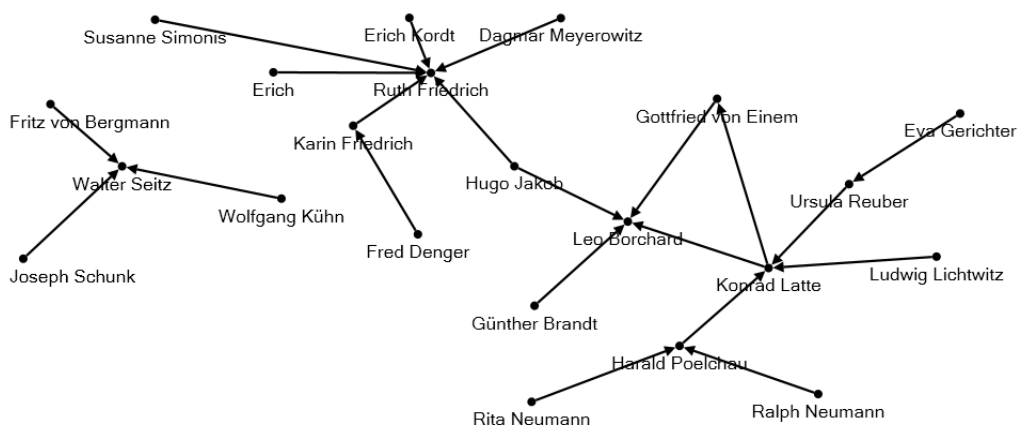 Susanne Simonis
Erich Kordt
Dagmar Meyerowitz
Erich
Ruth Friedrich
Fritz von Bergmann
Karin Friedrich
Gottfried von Einem
Eva Gerichter
Walter Seitz
Hugo Jakob
Ursula Reuber
Wolfgang Kühn
Leo Borchard
Fred Denger
Joseph Schunk
Ludwig Lichtwitz
Konrad Latte
Günther Brandt
Harald Poelchau
Rita Neumann
Ralph Neumann